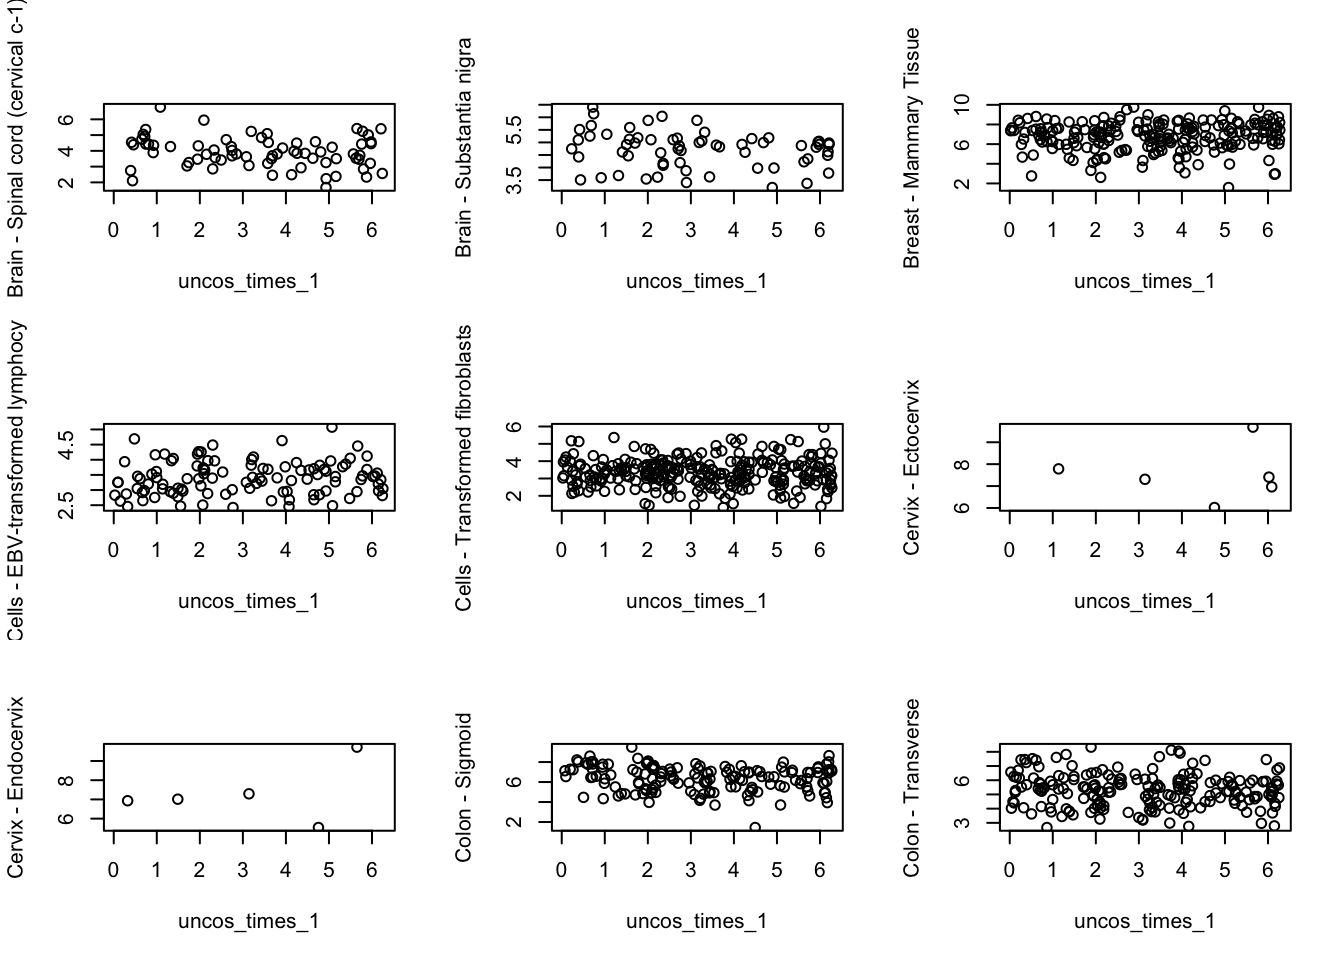 Brain - Spinal cord (cervical c-1)
6
4
2
0 1 2 3 4 5 6
uncos_times_1
Brain - Substantia nigra
5.5
3.5
0 1 2 3 4 5 6
uncos_times_1
Breast - Mammary Tissue
10
6
2
0 1 2 3 4 5 6
uncos_times_1
Cells - EBV-transformed lymphocy
4.5
2.5
0 1 2 3 4 5 6
uncos_times_1
Cells - Transformed fibroblasts
6
4
2
0 1 2 3 4 5 6
uncos_times_1
Cervix - Ectocervix
8
6
0 1 2 3 4 5 6
uncos_times_1
Cervix - Endocervix
8
6
0 1 2 3 4 5 6
uncos_times_1
Colon - Sigmoid
6
2
0 1 2 3 4 5 6
uncos_times_1
Colon - Transverse
6
3
0 1 2 3 4 5 6
uncos_times_1